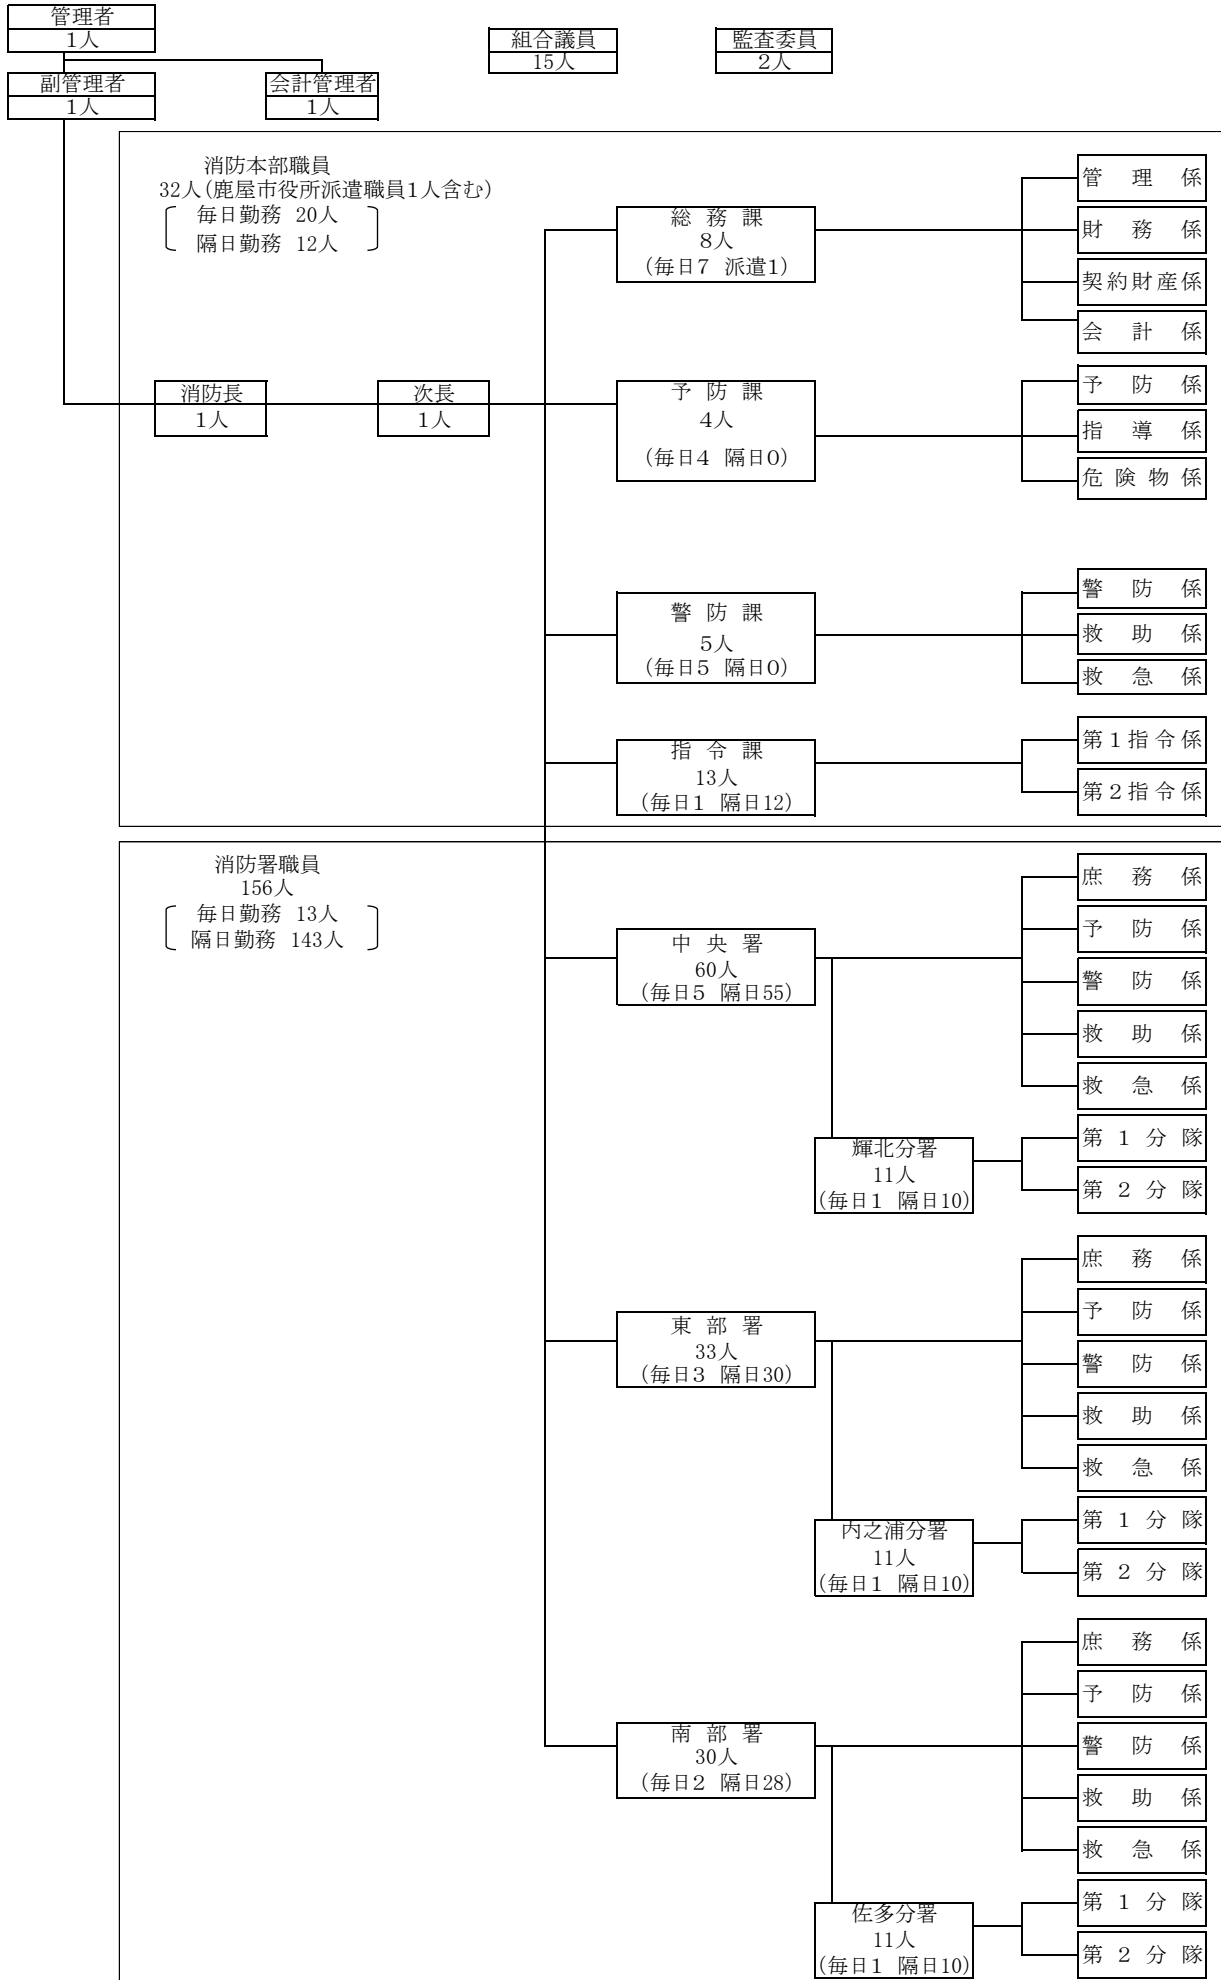 管理者
1人
組合議員
15人
監査委員
2人
副管理者
1人
会計管理者
1人
消防本部職員
32人(鹿屋市役所派遣職員1人含む)
毎日勤務 20人
隔日勤務 12人
消防長
1人
次長
1人
総務課
8人
(毎日7 派遣1)
管理係
財務係
契約財産係
会計係
予防課
4人
(毎日4 隔日0)
予防係
指導係
危険物係
警防課
5人
(毎日5 隔日0)
警防係
救助係
救急係
指令課
13人
(毎日1 隔日12)
第1指令係
第2指令係
消防署職員
156人
毎日勤務 13人
隔日勤務 143人
中央署
60人
(毎日5 隔日55)
庶務係
予防係
警防係
救助係
救急係
輝北分署
11人
(毎日1 隔日10)
第1分隊
第2分隊
東部署
33人
(毎日3 隔日30)
庶務係
予防係
警防係
救助係
救急係
内之浦分署
11人
(毎日1 隔日10)
第1分隊
第2分隊
南部署
30人
(毎日2 隔日28)
庶務係
予防係
警防係
救助係
救急係
佐多分署
11人
(毎日1 隔日10)
第1分隊
第2分隊